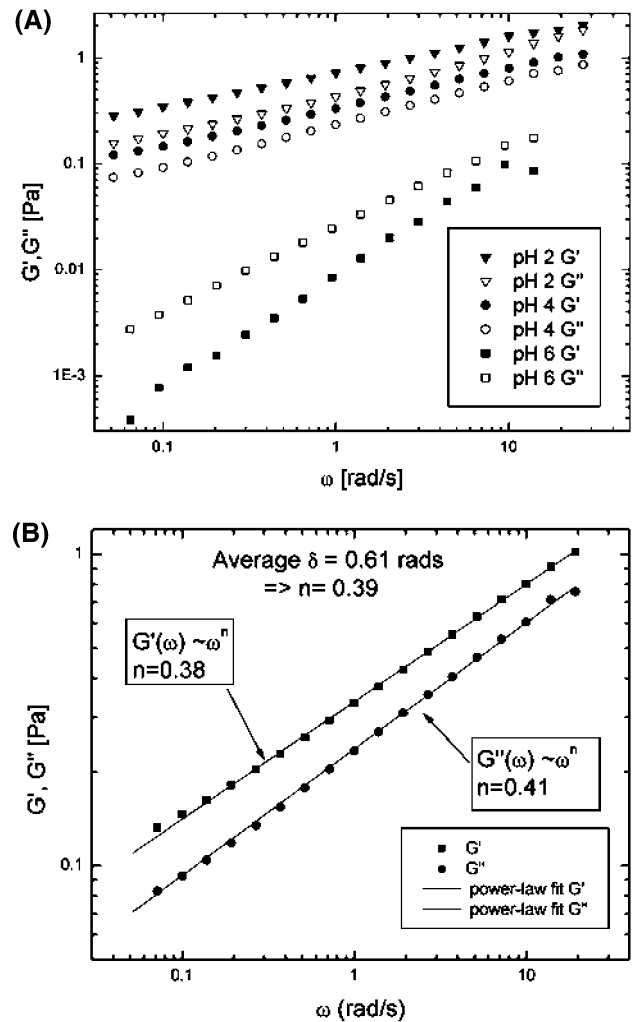 (A)
G',G'' [Pa]
1
0.1
0.01
1E-3
pH 2 G'
pH 2 G''
pH 4 G'
pH 4 G''
pH 6 G'
pH 6 G''
0.1
1
10
ω [rad/s]
(B)
G', G'' [Pa]
1
0.1
Average δ = 0.61 rads
=> n= 0.39
G'(ω) ~ω^n
n=0.38
G''(ω) ~ω^n
n=0.41
G'
G''
power-law fit G'
power-law fit G''
0.1
1
10
ω (rad/s)